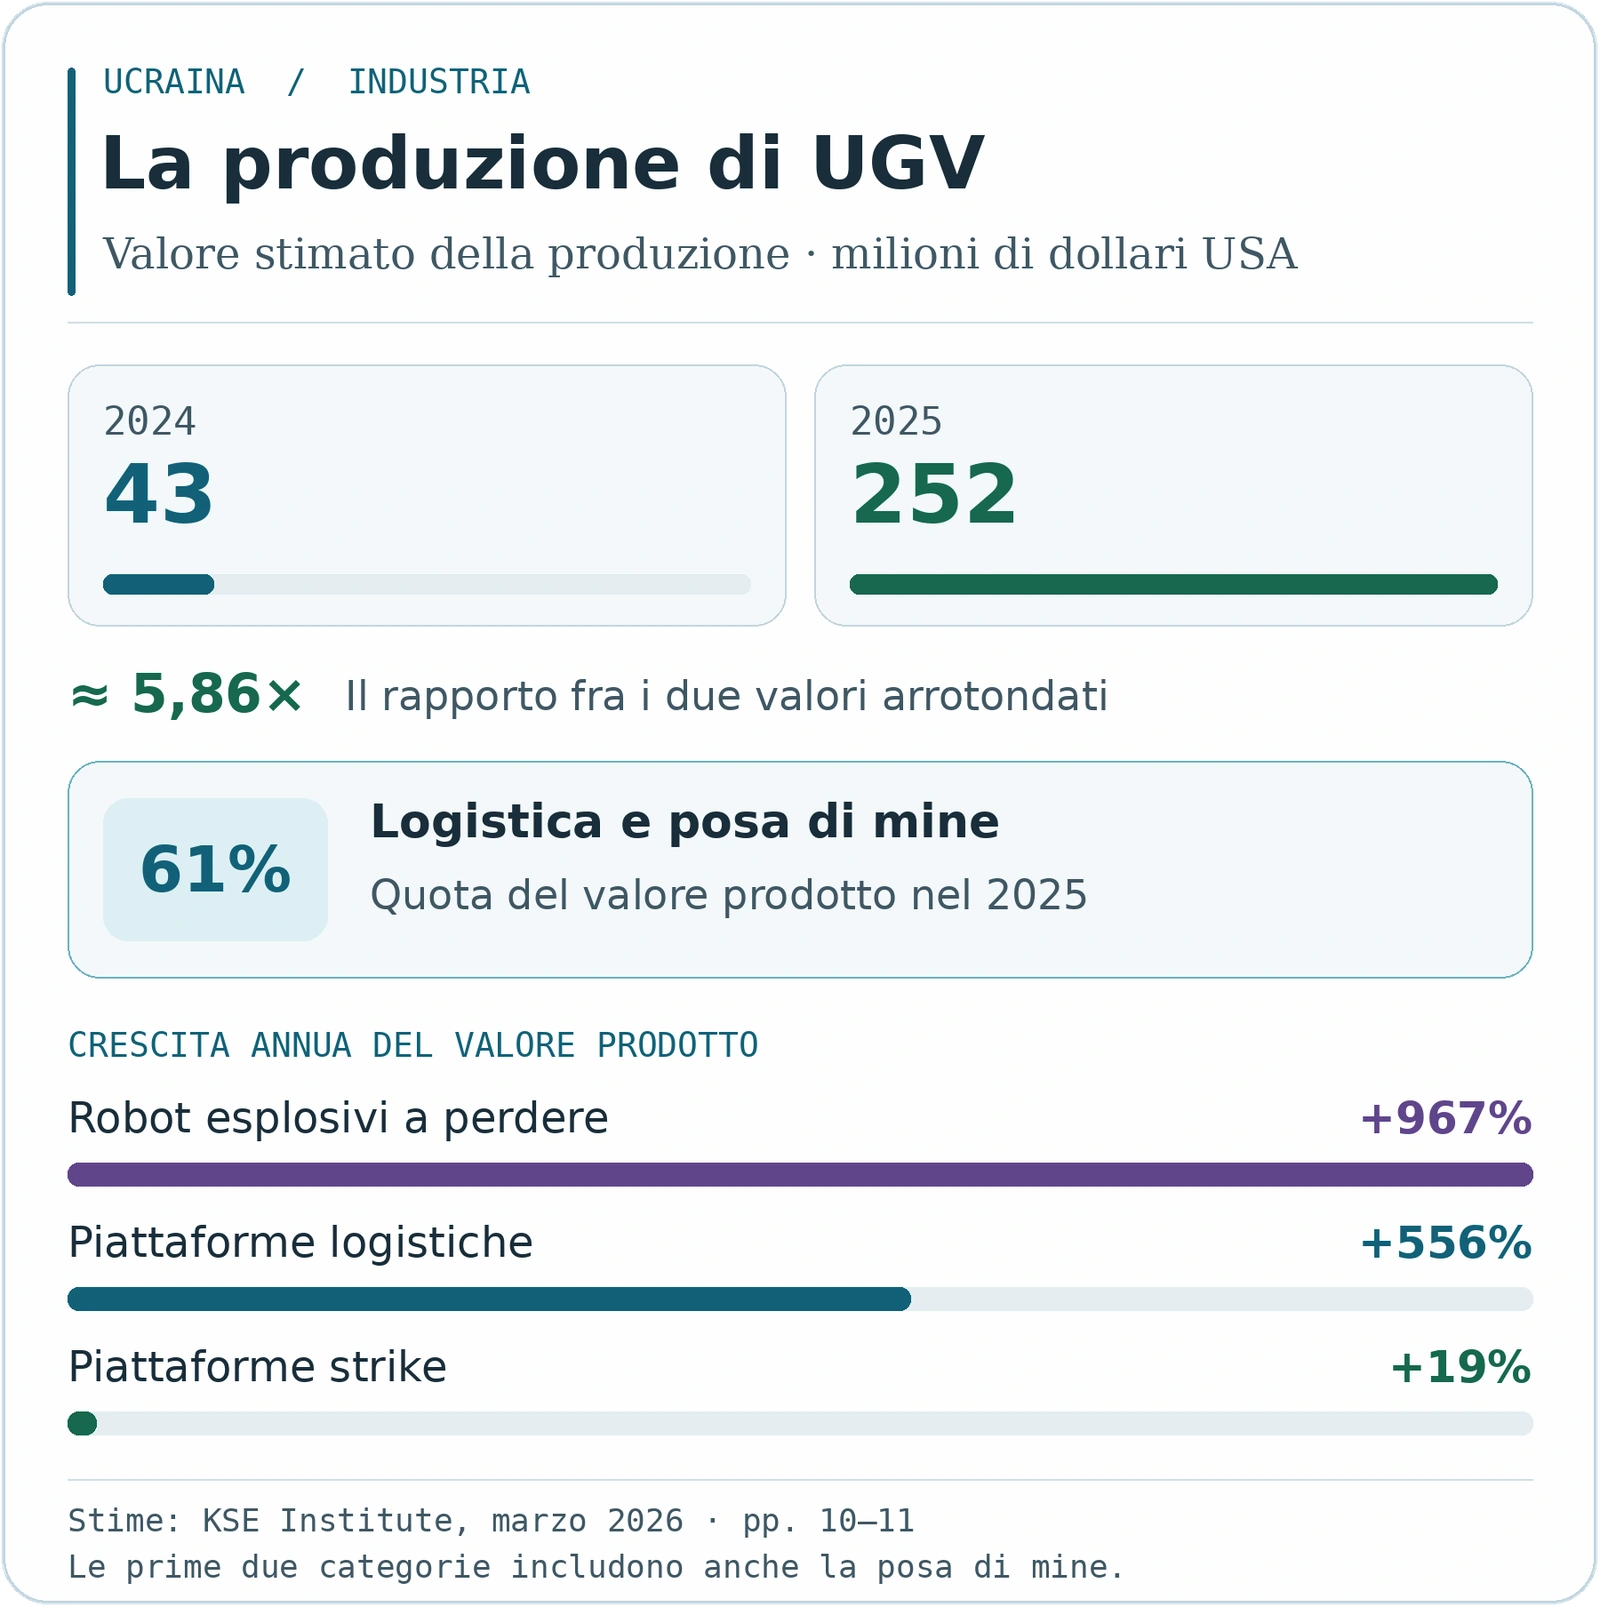 UCRAINA / INDUSTRIA
La produzione di UGV
Valore stimato della produzione · milioni di dollari USA
2024
43
2025
252
≈ 5,86× Il rapporto fra i due valori arrotondati
61%
Logistica e posa di mine
Quota del valore prodotto nel 2025
CRESCITA ANNUA DEL VALORE PRODOTTO
Robot esplosivi a perdere +967%
Piattaforme logistiche +556%
Piattaforme strike +19%
Stime: KSE Institute, marzo 2026 · pp. 10–11
Le prime due categorie includono anche la posa di mine.